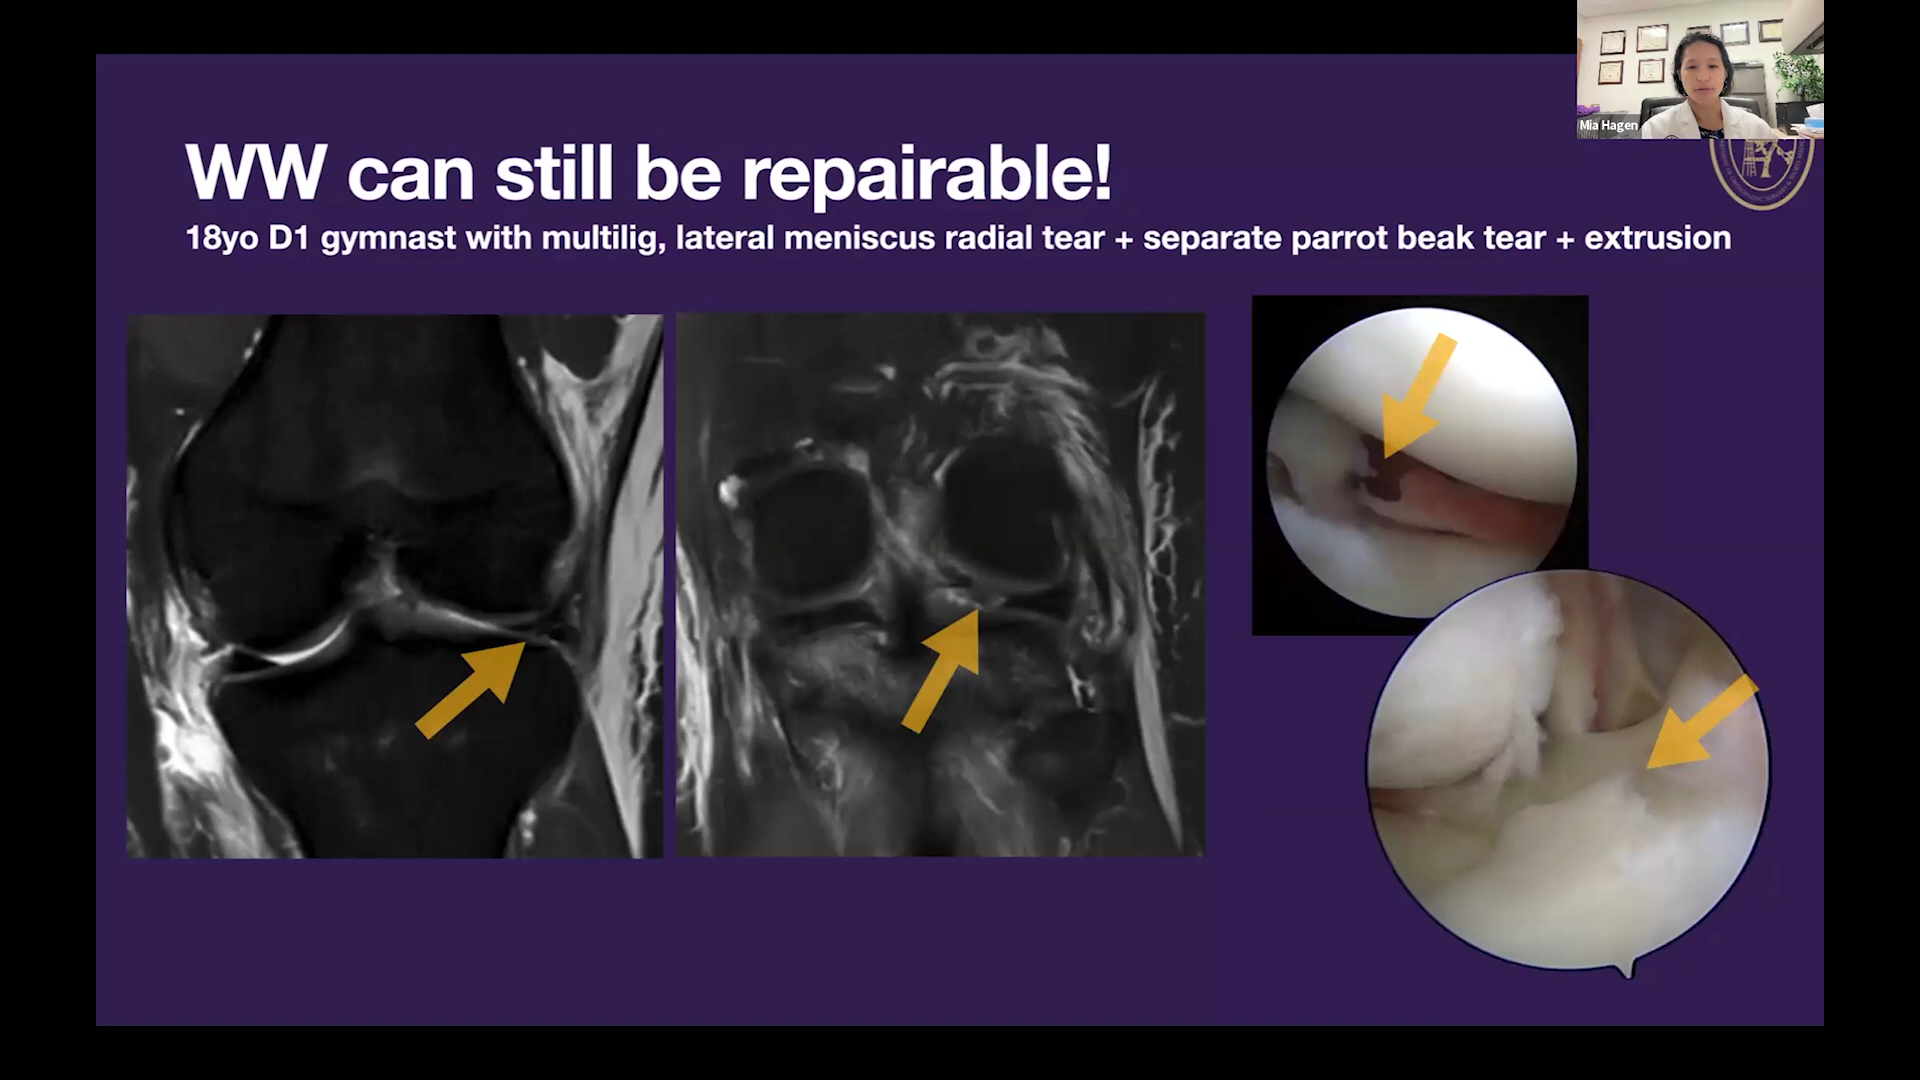 Mia Hagen
WW can still be repairable!
18yo D1 gymnast with multilig, lateral meniscus radial tear + separate parrot beak tear + extrusion